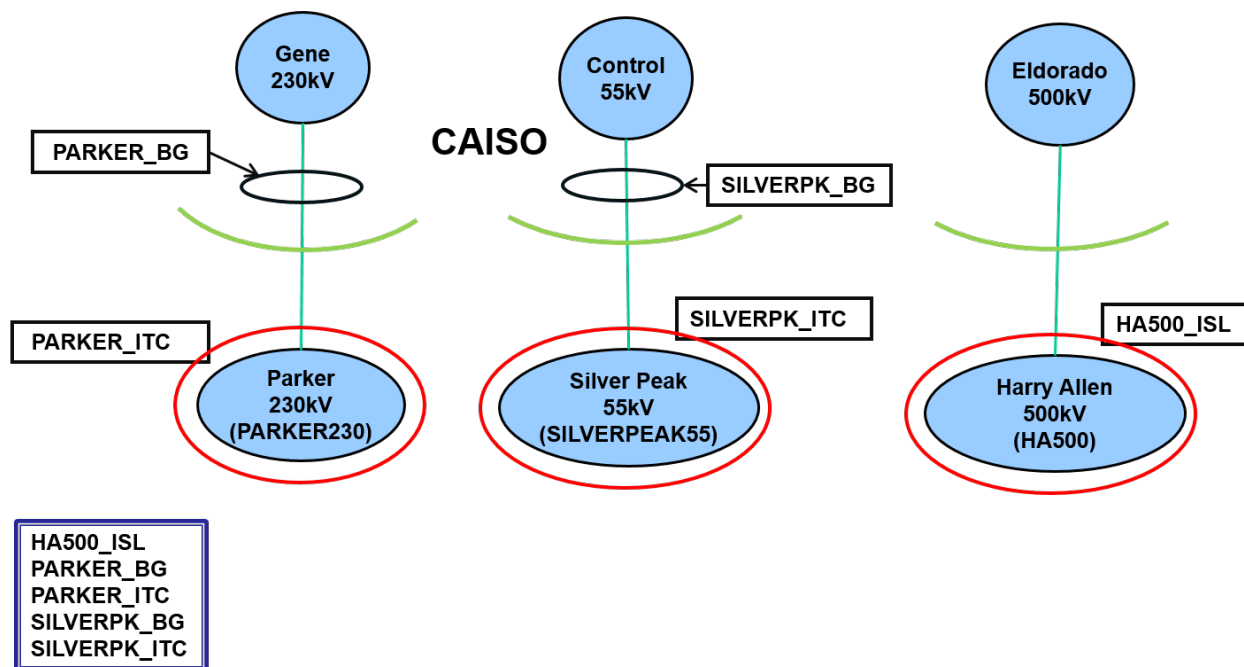 Gene
230kV
Control
55kV
Eldorado
500kV
PARKER_BG
CAISO
SILVERPK_BG
PARKER_ITC
SILVERPK_ITC
HA500_ISL
Parker
230kV
(PARKER230)
Silver Peak
55kV
(SILVERPEAK55)
Harry Allen
500kV
(HA500)
HA500_ISL
PARKER_BG
PARKER_ITC
SILVERPK_BG
SILVERPK_ITC